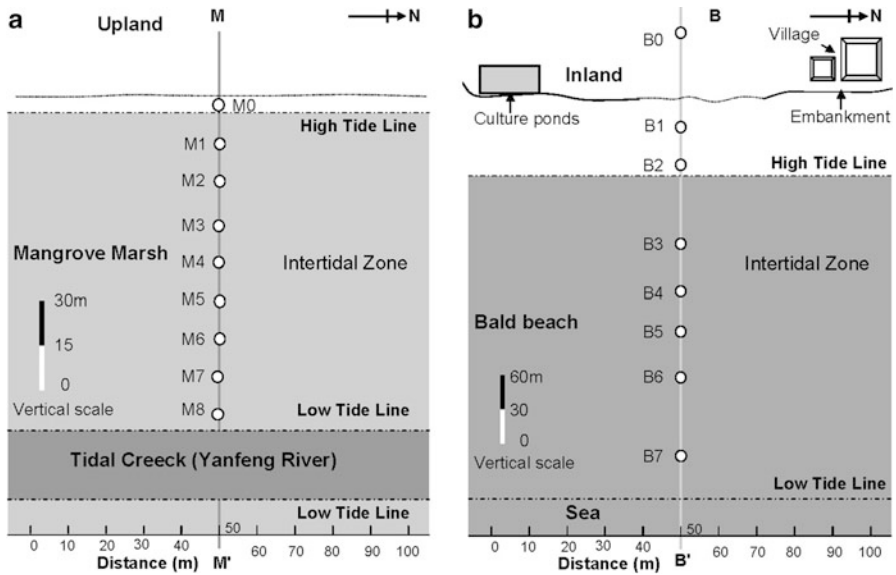 a
M
N
Upland
M0
High Tide Line
M1
M2
M3
Mangrove Marsh
M4
Intertidal Zone
M5
30m
15
M6
0
M7
Vertical scale
M8
Low Tide Line
Tidal Creeck (Yanfeng River)
Low Tide Line
50
0 10 20 30 40 60 70 80 90 100
Distance (m) M'
b
B
N
B0
Village
Inland
Culture ponds
B1
Embankment
B2
High Tide Line
B3
Intertidal Zone
B4
Bald beach
B5
60m
B6
30
0
B7
Vertical scale
Low Tide Line
Sea
50
0 10 20 30 40 60 70 80 90 100
Distance (m) B'